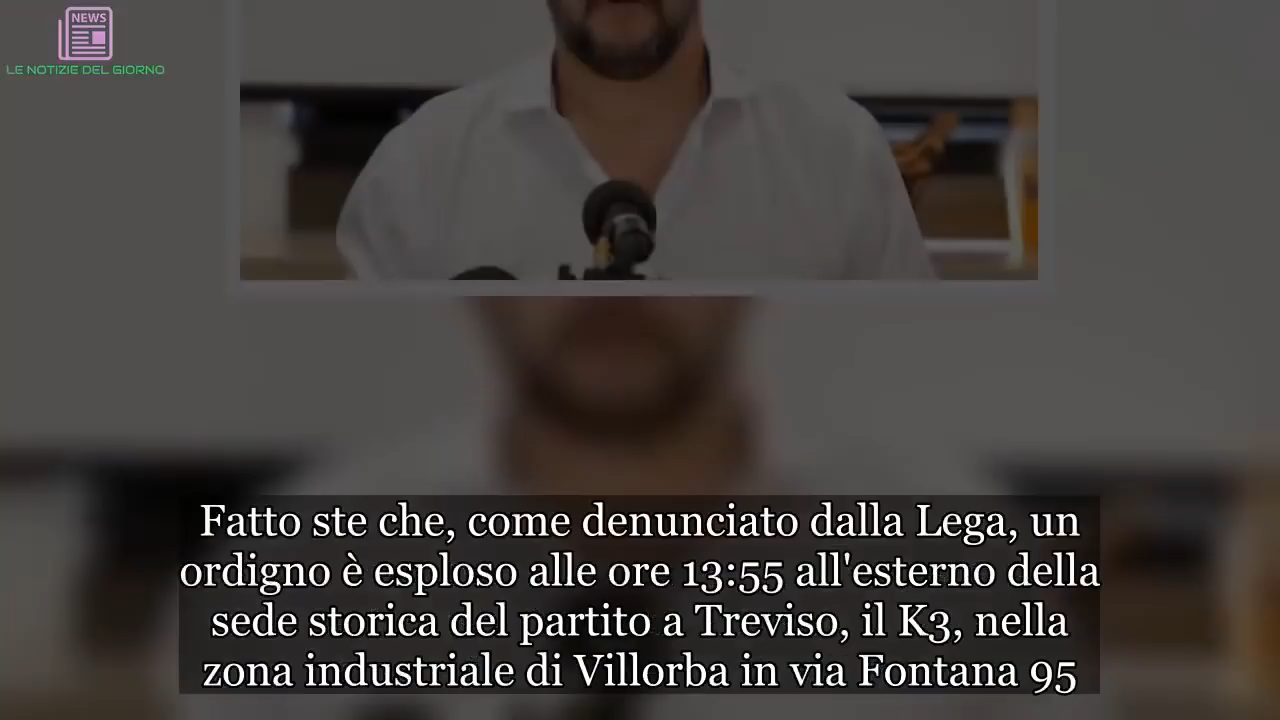 NEWS
LE NOTIZIE DEL GIORNO
Fatto ste che, come denunciato dalla Lega, un
ordigno è esploso alle ore 13:55 all'esterno della
sede storica del partito a Treviso, il K3, nella
zona industriale di Villorba in via Fontana 95